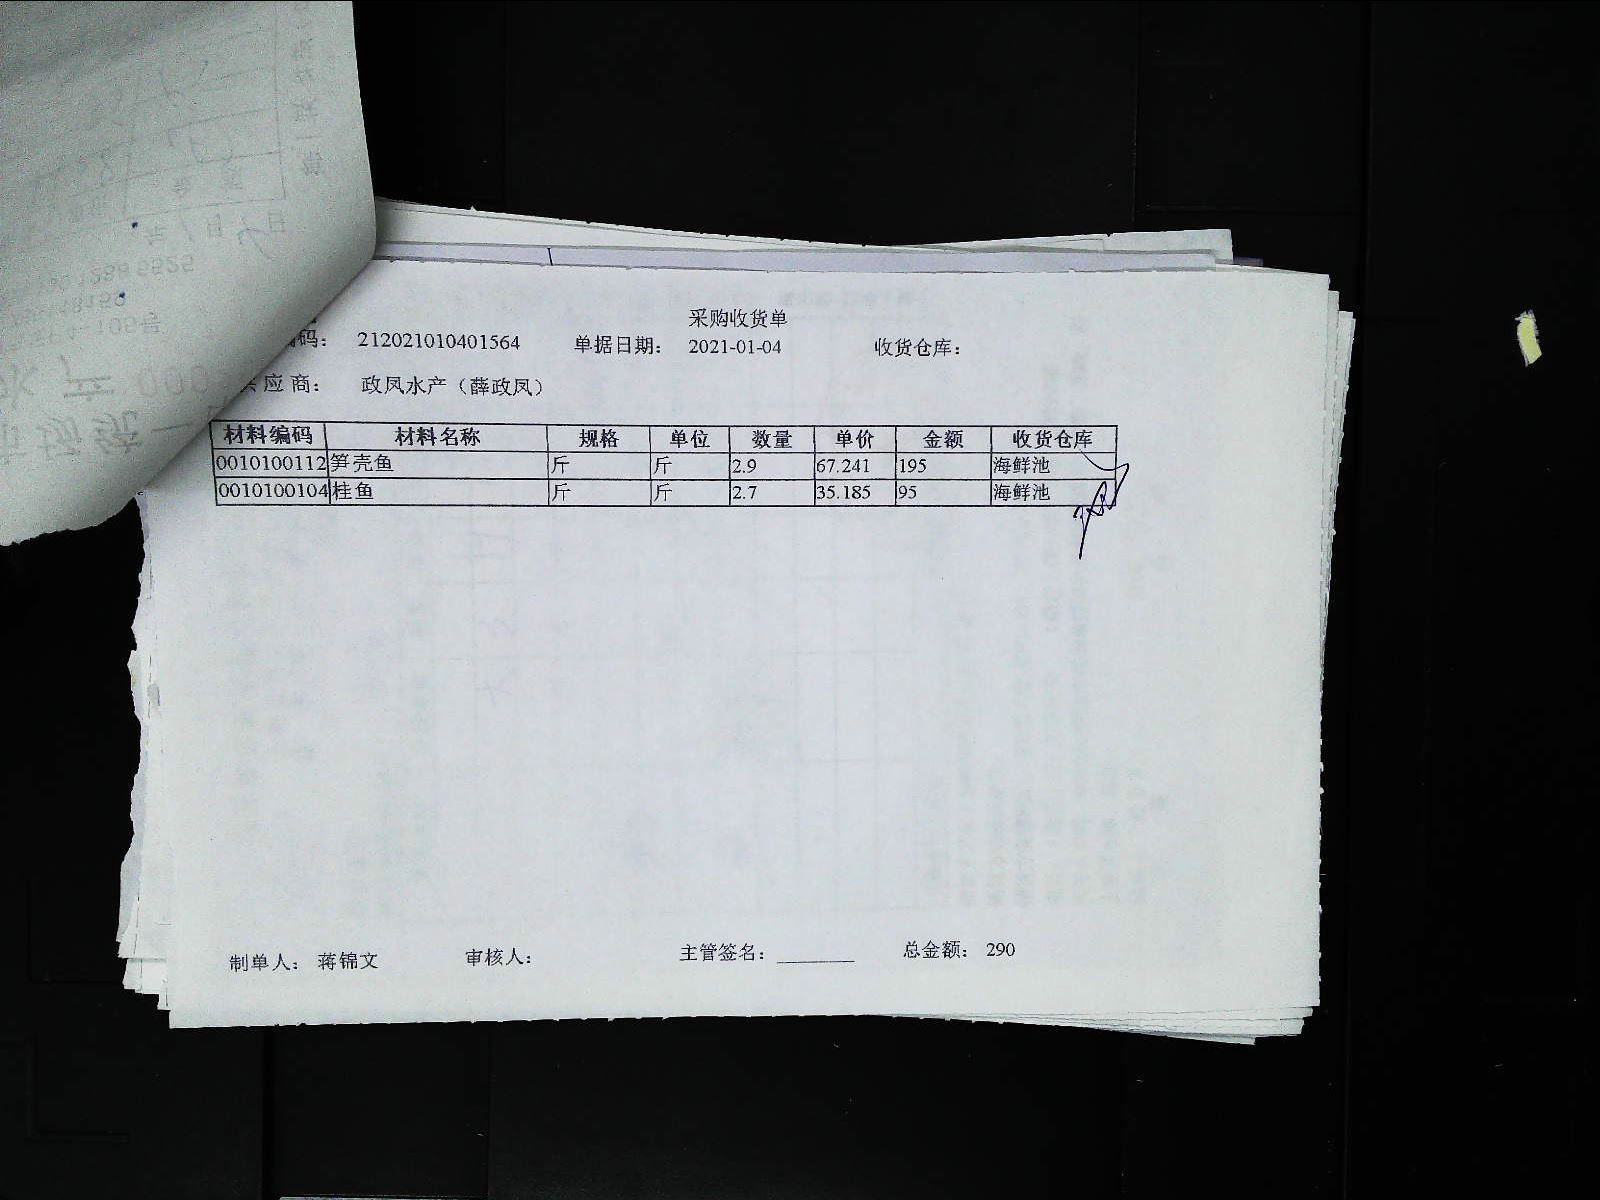 采购收货单
编码： 212021010401564 单据日期： 2021-01-04 收货仓库：
供应商： 政凤水产（薛政凤）
材料编码 材料名称 规格 单位 数量 单价 金额 收货仓库
0010100112 笋壳鱼 斤 斤 2.9 67.241 195 海鲜池
0010100104 桂鱼 斤 斤 2.7 35.185 95 海鲜池
制单人： 蒋锦文 审核人： 主管签名： 总金额： 290